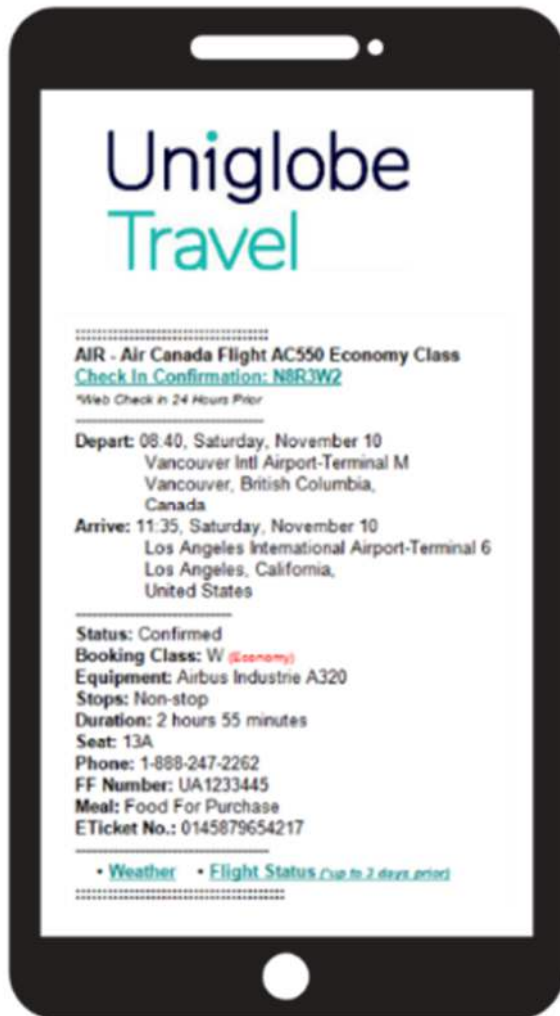 Uniglobe
Travel
AIR - Air Canada Flight AC550 Economy Class
Check In Confirmation: N8R3W2
*Web Check in 24 Hours Prior
Depart: 08:40, Saturday, November 10
Vancouver Intl Airport-Terminal M
Vancouver, British Columbia,
Canada
Arrive: 11:35, Saturday, November 10
Los Angeles International Airport-Terminal 6
Los Angeles, California,
United States
Status: Confirmed
Booking Class: W (Economy)
Equipment: Airbus Industrie A320
Stops: Non-stop
Duration: 2 hours 55 minutes
Seat: 13A
Phone: 1-888-247-2262
FF Number: UA1233445
Meal: Food For Purchase
ETicket No.: 0145879654217
• Weather • Flight Status (*up to 3 days prior)